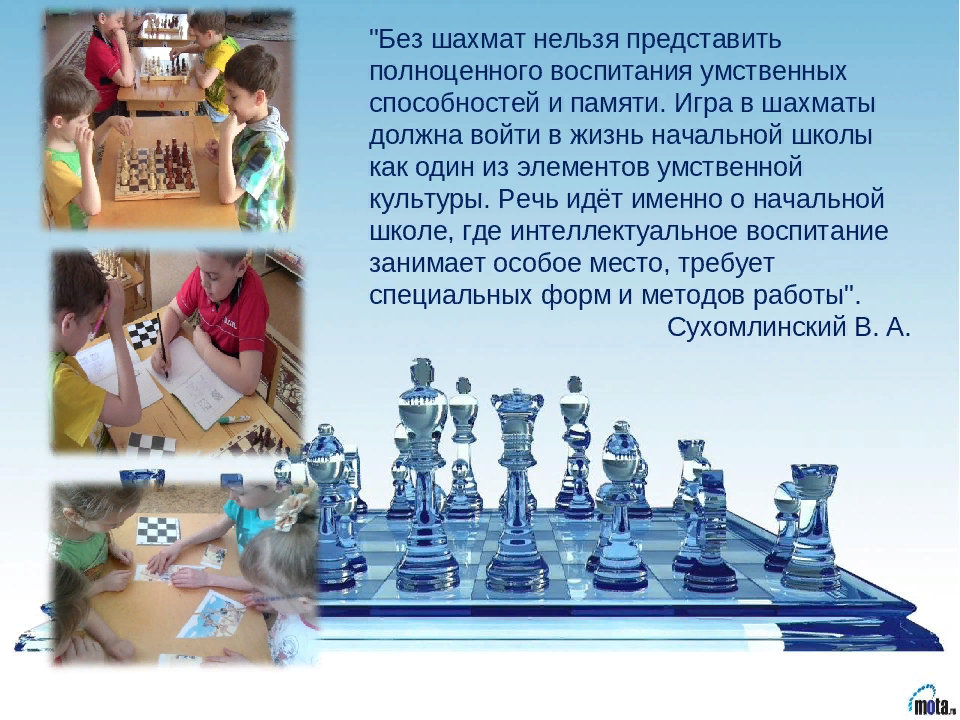 "Без шахмат нельзя представить
полноценного воспитания умственных
способностей и памяти. Игра в шахматы
должна войти в жизнь начальной школы
как один из элементов умственной
культуры. Речь идёт именно о начальной
школе, где интеллектуальное воспитание
занимает особое место, требует
специальных форм и методов работы".
Сухомлинский В. А.
mota.ru